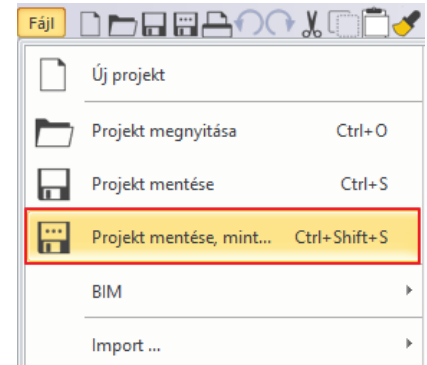 Fájl
Új projekt
Projekt megnyitása Ctrl+O
Projekt mentése Ctrl+S
Projekt mentése, mint... Ctrl+Shift+S
BIM
Import ...